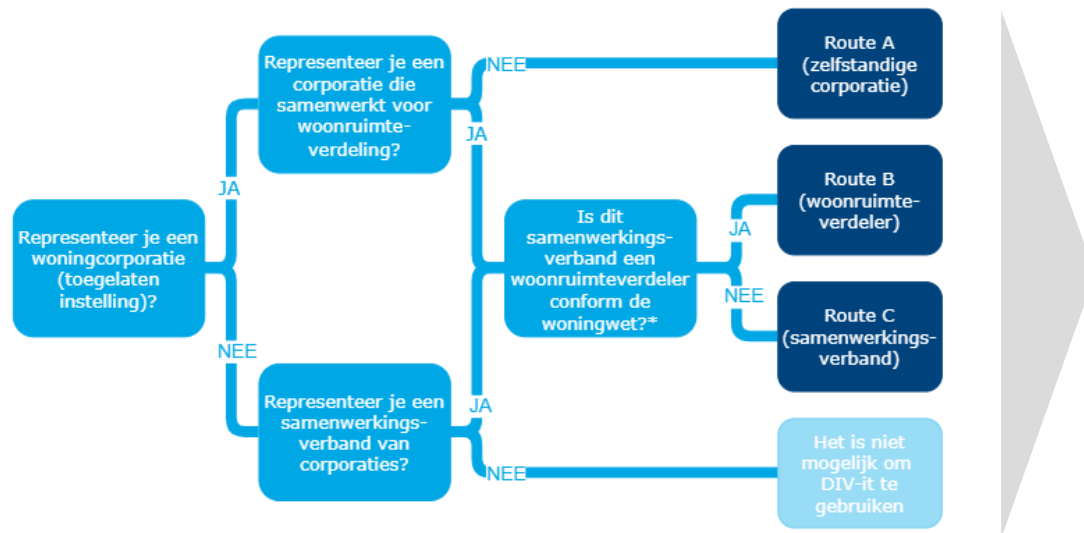 Representeer je een
woningcorporatie
(toegelaten
instelling)?
JA
NEE
Representeer je een
corporatie die
samenwerkt voor
woonruimte-
verdeling?
NEE
JA
Representeer je een
samenwerkings-
verband van
corporaties?
JA
NEE
Is dit
samenwerkings-
verband een
woonruimteverdeler
conform de
woningwet?*
JA
NEE
Route A
(zelfstandige
corporatie)
Route B
(woonruimte-
verdeler)
Route C
(samenwerkings-
verband)
Het is niet
mogelijk om
DIV-it te
gebruiken